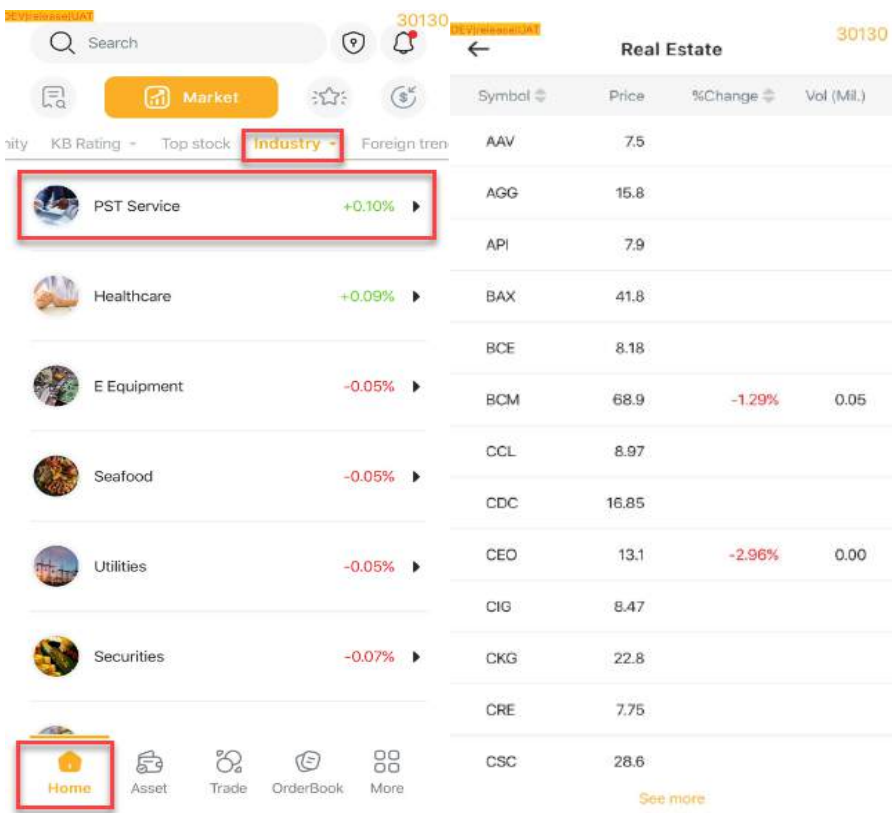 DEV|release|UAT
30130
Search
Market
nity KB Rating Top stock Industry Foreign tren
PST Service +0.10%
Healthcare +0.09%
E Equipment -0.05%
Seafood -0.05%
Utilities -0.05%
Securities -0.07%
Home Asset Trade OrderBook More
DEV|release|UAT
30130
Real Estate
Symbol Price %Change Vol (Mil.)
AAV 7.5
AGG 15.8
API 7.9
BAX 41.8
BCE 8.18
BCM 68.9 -1.29% 0.05
CCL 8.97
CDC 16.85
CEO 13.1 -2.96% 0.00
CIG 8.47
CKG 22.8
CRE 7.75
CSC 28.6
See more